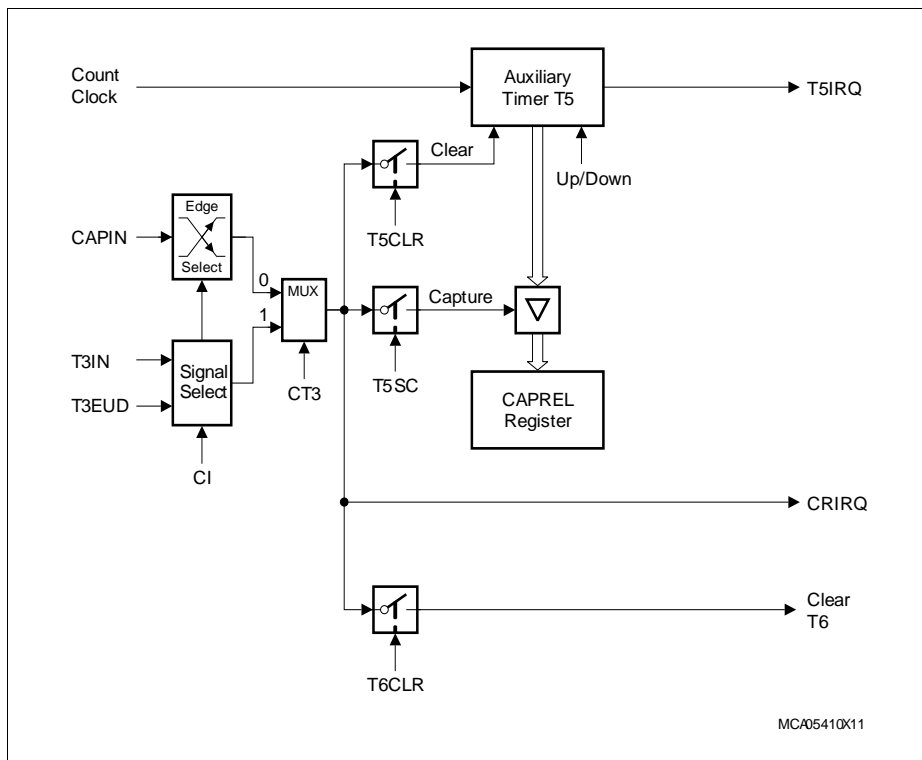 Count
Clock
Auxiliary
Timer T5
T5IRQ
Clear
Up/Down
T5CLR
Edge
Select
CAPIN
0
MUX
1
Capture
T3IN
T3EUD
Signal
Select
CT3
T5SC
CAPREL
Register
CI
CRIRQ
Clear
T6
T6CLR
MCA05410X11